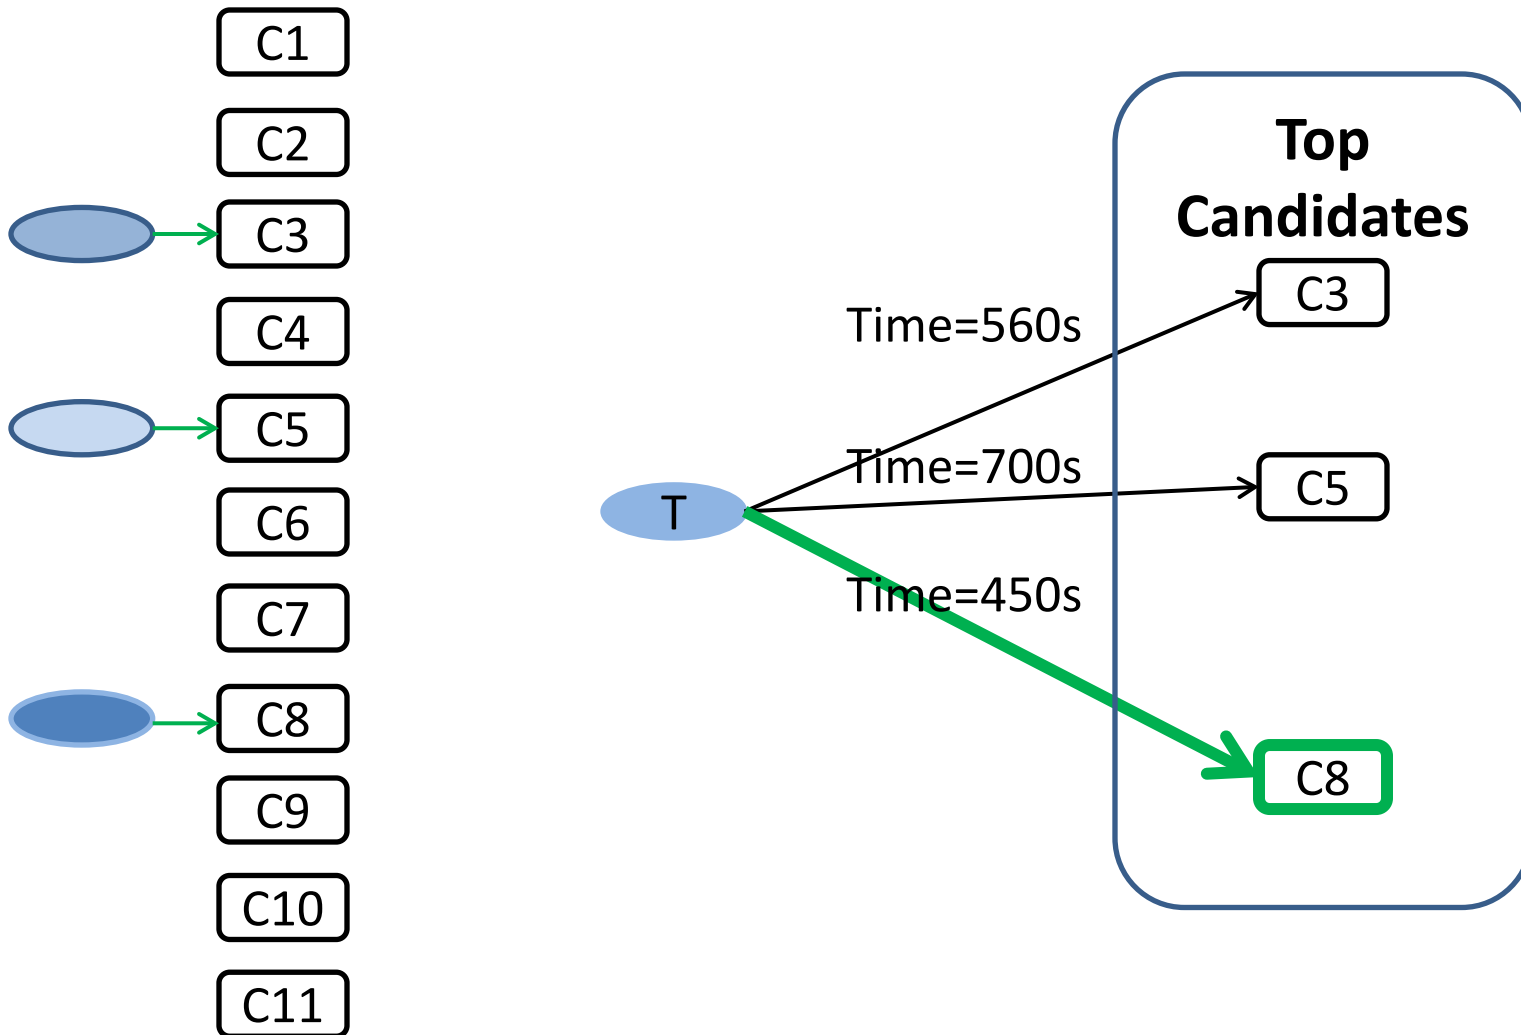 C1
C2
C3
C4
C5
C6
C7
C8
C9
C10
C11
T
Time=560s
Time=700s
Time=450s
Top
Candidates
C3
C5
C8